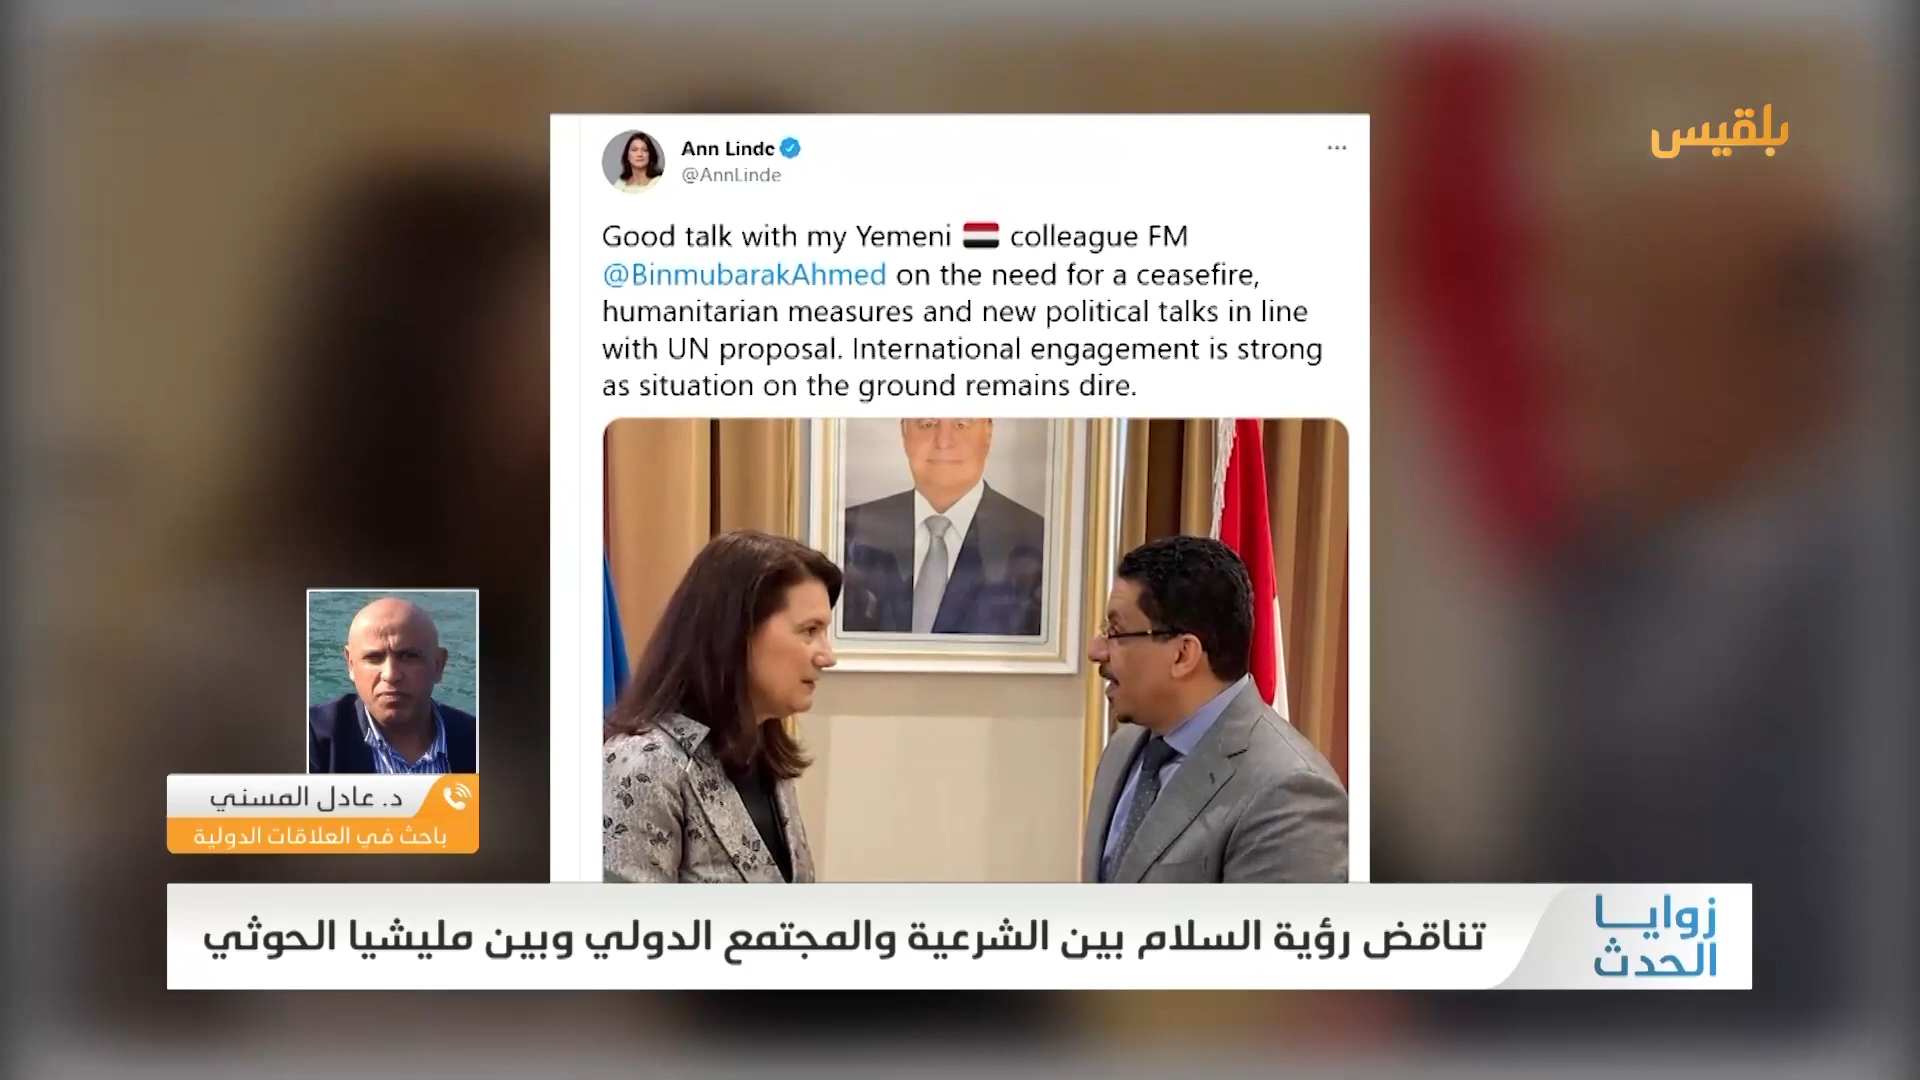 بلقيس
Ann Linde
@AnnLinde
Good talk with my Yemeni 🇾🇪 colleague FM
@BinmubarakAhmed on the need for a ceasefire,
humanitarian measures and new political talks in line
with UN proposal. International engagement is strong
as situation on the ground remains dire.
د. عادل المسني
باحث في العلاقات الدولية
زوايا
الحدث
تناقض رؤية السلام بين الشرعية والمجتمع الدولي وبين مليشيا الحوثي